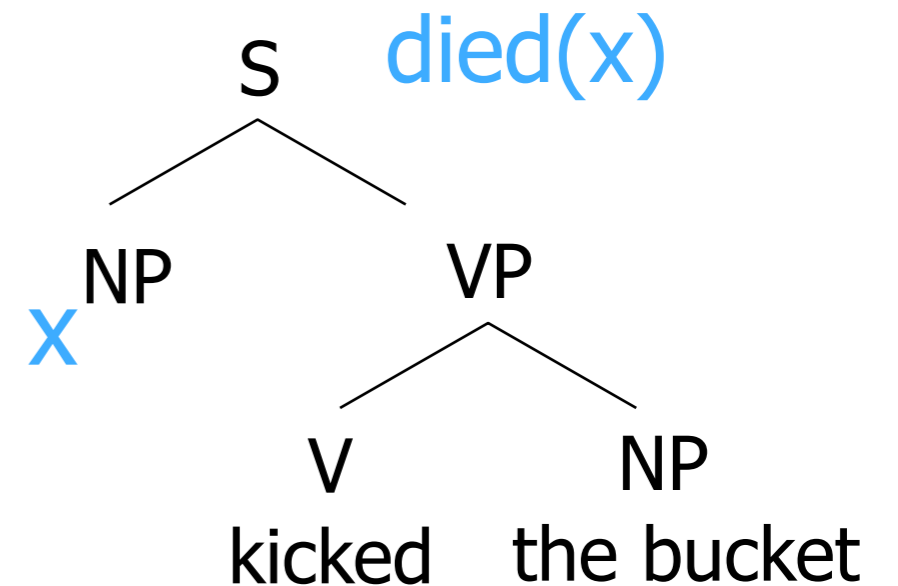 S died(x)
NP VP
x
V NP
kicked the bucket